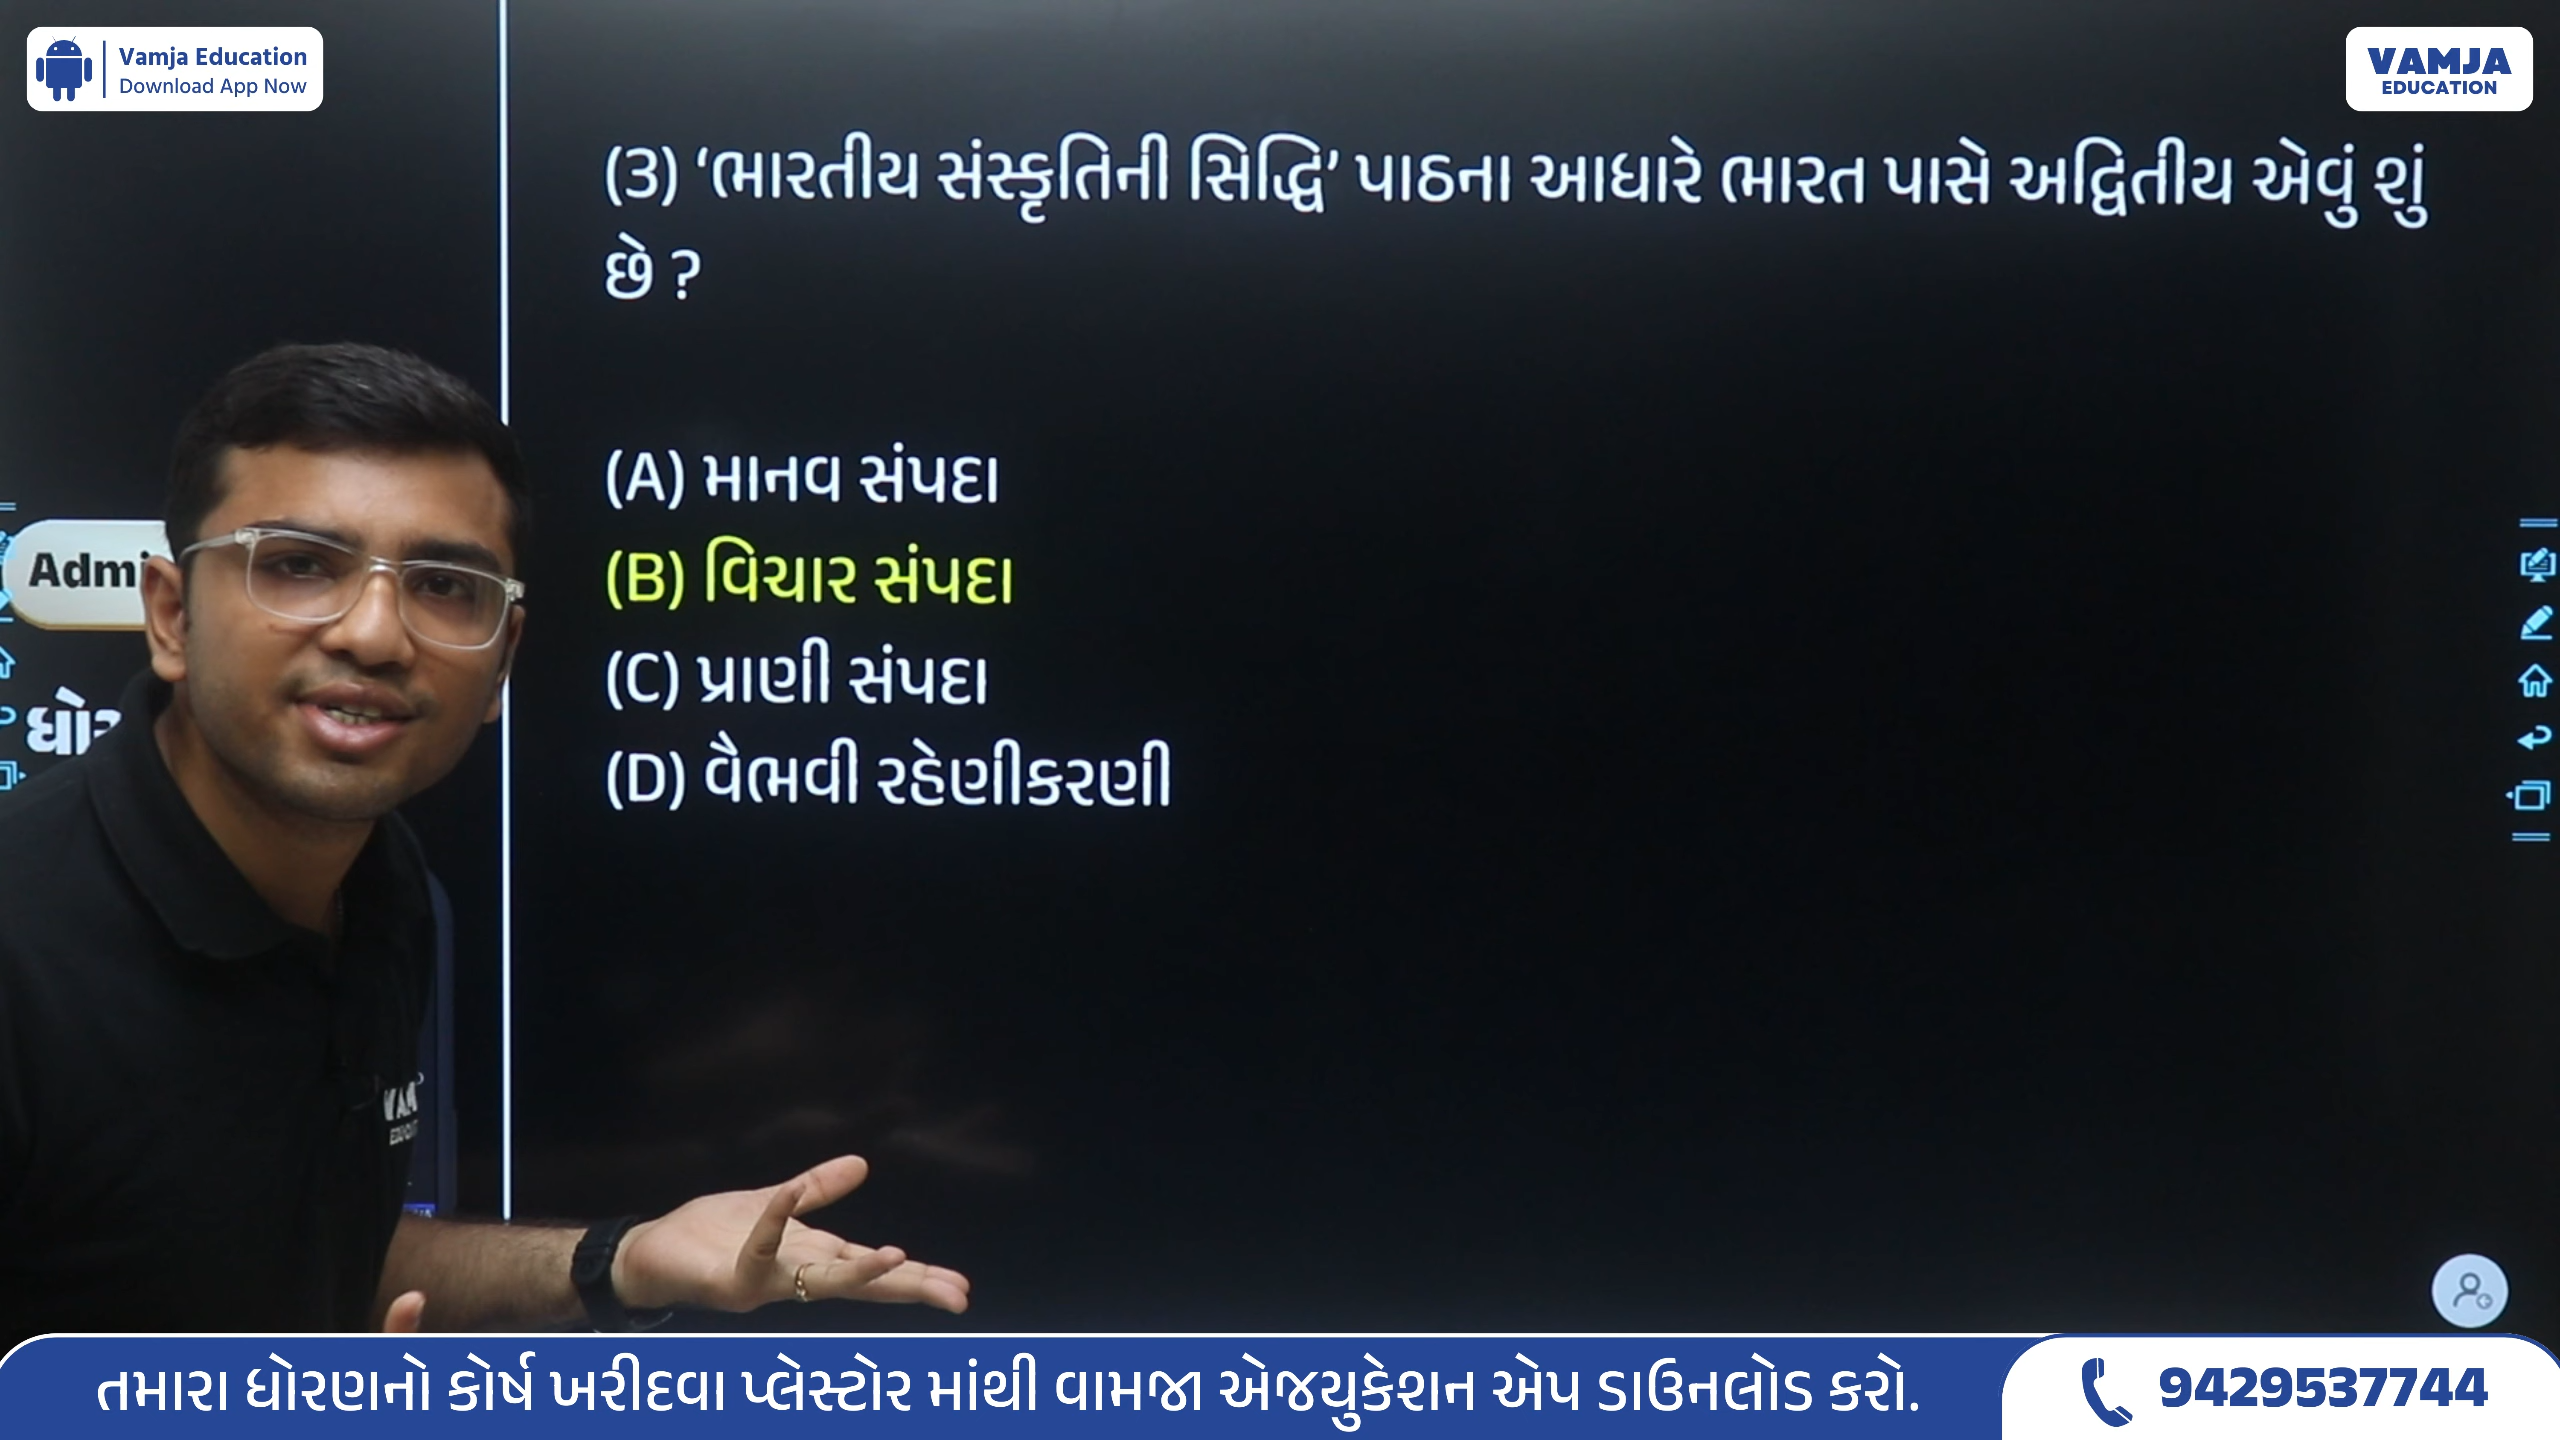 Vamja Education
Download App Now
VAMJA
EDUCATION
(૩) ‘ભારતીય સંસ્કૃતિની સિદ્ધિ’ પાઠના આધારે ભારત પાસે અદ્વિતીય એવું શું
છે ?
(A) માનવ સંપદા
(B) વિચાર સંપદા
(C) પ્રાણી સંપદા
(D) વૈભવી રહેણીકરણી
તમારા ધોરણનો કોર્ષ ખરીદવા પ્લેસ્ટોર માંથી વામજા એજયુકેશન એપ ડાઉનલોડ કરો.
9429537744